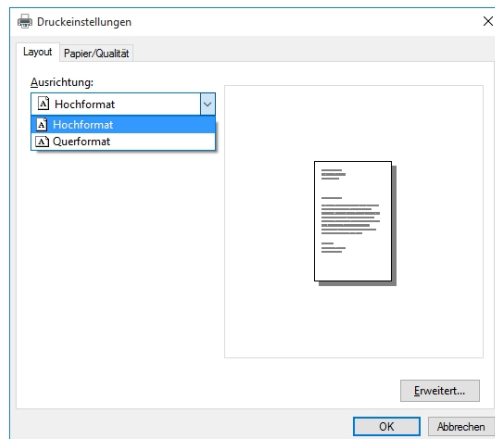 Druckeinstellungen
Layout Papier/Qualität
Ausrichtung:
Hochformat
Hochformat
Querformat
Erweitert...
OK Abbrechen